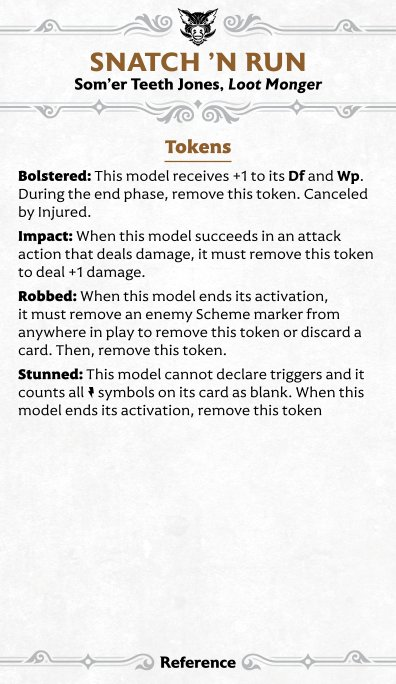 SNATCH ’N RUN
Som’er Teeth Jones, Loot Monger
Tokens
Bolstered: This model receives +1 to its Df and Wp.
During the end phase, remove this token. Canceled
by Injured.
Impact: When this model succeeds in an attack
action that deals damage, it must remove this token
to deal +1 damage.
Robbed: When this model ends its activation,
it must remove an enemy Scheme marker from
anywhere in play to remove this token or discard a
card. Then, remove this token.
Stunned: This model cannot declare triggers and it
counts all symbols on its card as blank. When this
model ends its activation, remove this token
Reference